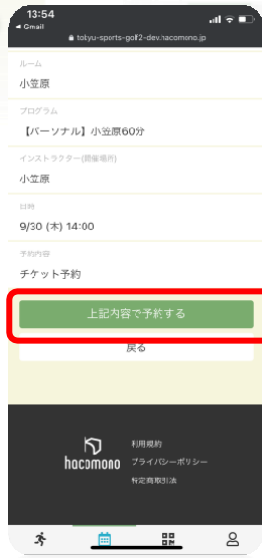 13:54
◀ Gmail
tokyu-sports-golf2-dev.hacomono.jp
ルーム
小笠原
プログラム
【パーソナル】小笠原60分
インストラクター(開催場所)
小笠原
日時
9/30 (木) 14:00
予約内容
チケット予約
上記内容で予約する
戻る
hacomono
利用規約
プライバシーポリシー
特定商取引法